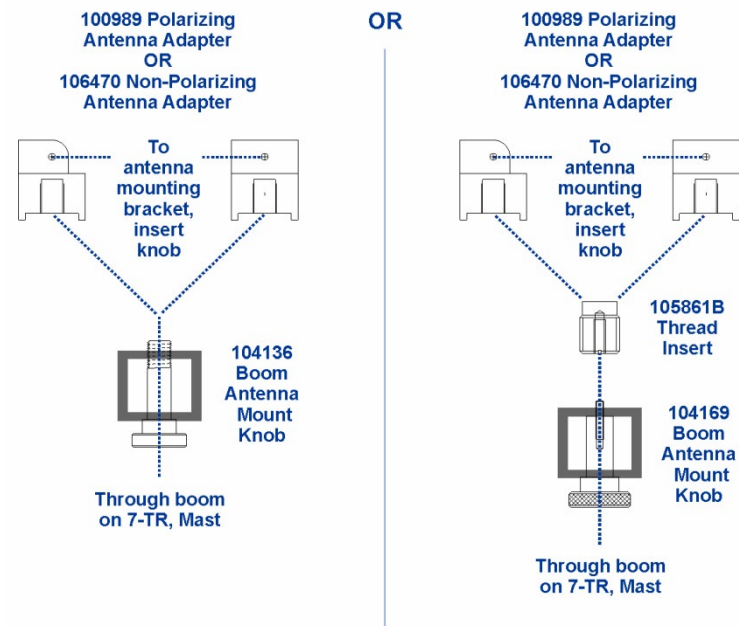 100989 Polarizing
Antenna Adapter
OR
106470 Non-Polarizing
Antenna Adapter
To
antenna
mounting
bracket,
insert
knob
104136
Boom
Antenna
Mount
Knob
Through boom
on 7-TR, Mast
OR
100989 Polarizing
Antenna Adapter
OR
106470 Non-Polarizing
Antenna Adapter
To
antenna
mounting
bracket,
insert
knob
105861B
Thread
Insert
104169
Boom
Antenna
Mount
Knob
Through boom
on 7-TR, Mast